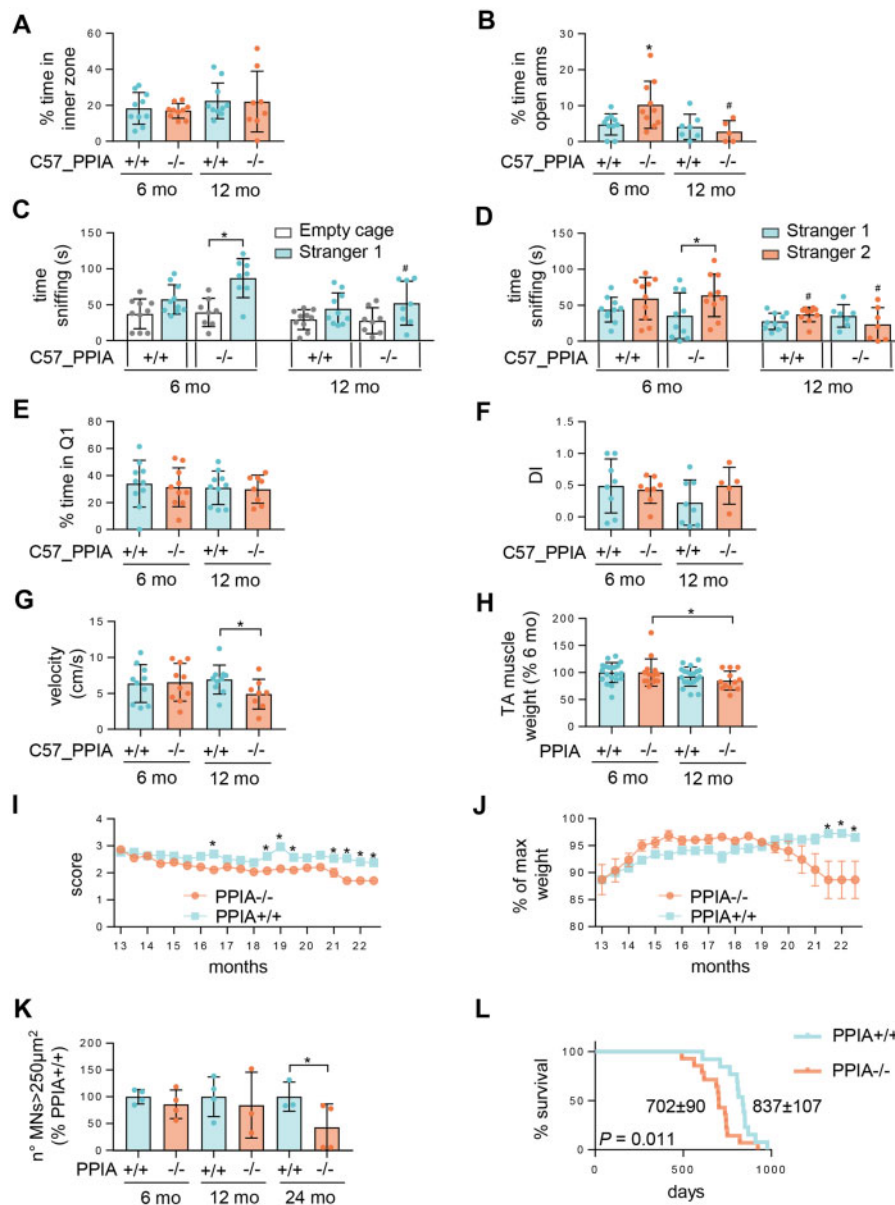 A
% time in
inner zone
60
40
20
0
C57_PPIA +/+ -/- +/+ -/-
6 mo 12 mo
B
% time in
open arms
30
20
10
0
*
#
C57_PPIA +/+ -/- +/+ -/-
6 mo 12 mo
C
time
sniffing (s)
150
100
50
0
Empty cage
Stranger 1
*
#
C57_PPIA +/+ -/- +/+ -/-
6 mo 12 mo
D
time
sniffing (s)
150
100
50
0
Stranger 1
Stranger 2
*
#
#
C57_PPIA +/+ -/- +/+ -/-
6 mo 12 mo
E
% time in Q1
80
60
40
20
0
C57_PPIA +/+ -/- +/+ -/-
6 mo 12 mo
F
DI
1.5
1.0
0.5
0.0
C57_PPIA +/+ -/- +/+ -/-
6 mo 12 mo
G
velocity
(cm/s)
15
10
5
0
*
C57_PPIA +/+ -/- +/+ -/-
6 mo 12 mo
H
TA muscle
weight (% 6 mo)
200
150
100
50
0
*
PPIA +/+ -/- +/+ -/-
6 mo 12 mo
I
score
4
3
2
1
0
* * * * * * * *
PPIA-/-
PPIA+/+
13 14 15 16 17 18 19 20 21 22
months
J
% of max
weight
100
95
90
85
80
* * *
PPIA-/-
PPIA+/+
13 14 15 16 17 18 19 20 21 22
months
K
n° MNs>250µm²
(% PPIA+/+)
200
150
100
50
0
*
PPIA +/+ -/- +/+ -/- +/+ -/-
6 mo 12 mo 24 mo
L
% survival
100
50
0
PPIA+/+
PPIA-/-
702±90 837±107
P = 0.011
0 500 1000
days